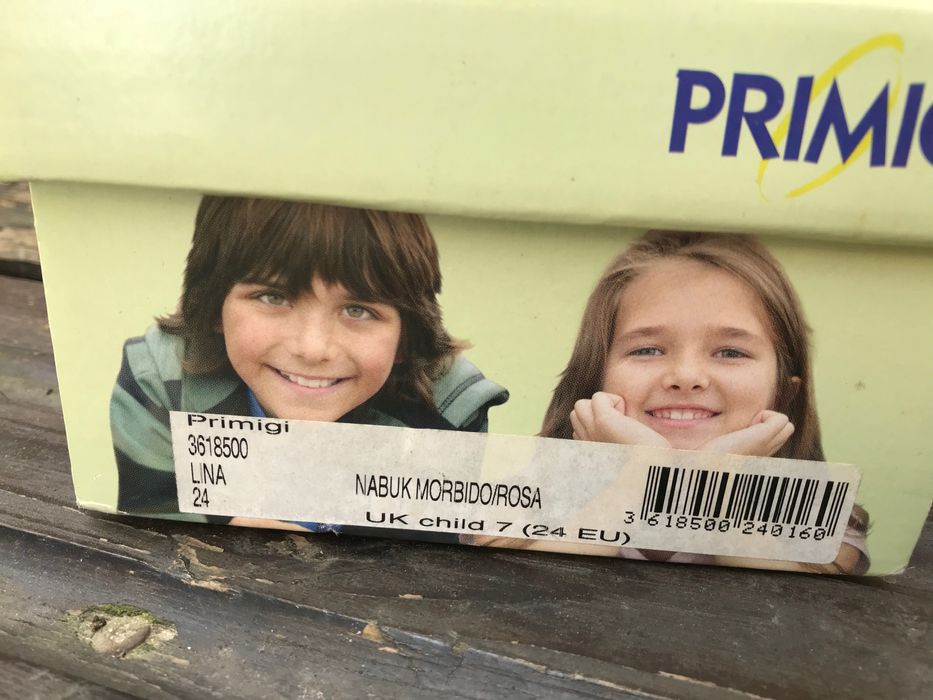 PRIMIG
Primigi
3618500
LINA
24
NABUK MORBIDO/ROSA
UK child 7 (24 EU)
3 618500 240160